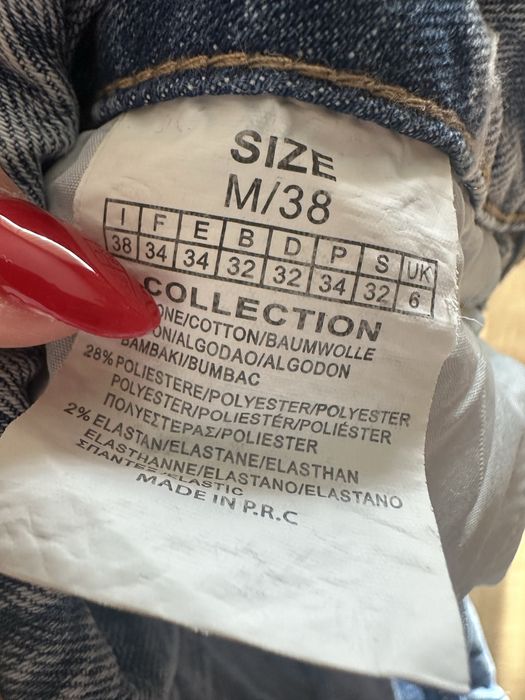 SIZE
M/38
I F E B D P S UK
38 34 34 32 32 34 32 6
COLLECTION
ONE/COTTON/BAUMWOLLE
ON/ALGODAO/ALGODON
BAMBAKI/BUMBAC
28% POLIESTERE/POLYESTER/POLYESTER
POLYESTER/POLIESTÉR/POLIÉSTER
ΠΟΛΥΕΣΤΕΡΑΣ/POLIESTER
2% ELASTAN/ELASTANE/ELASTHAN
ELASTHANNE/ELASTANO/ELASTANO
ΣΠΑΝΤΕΞ/ELASTIC
MADE IN P.R.C